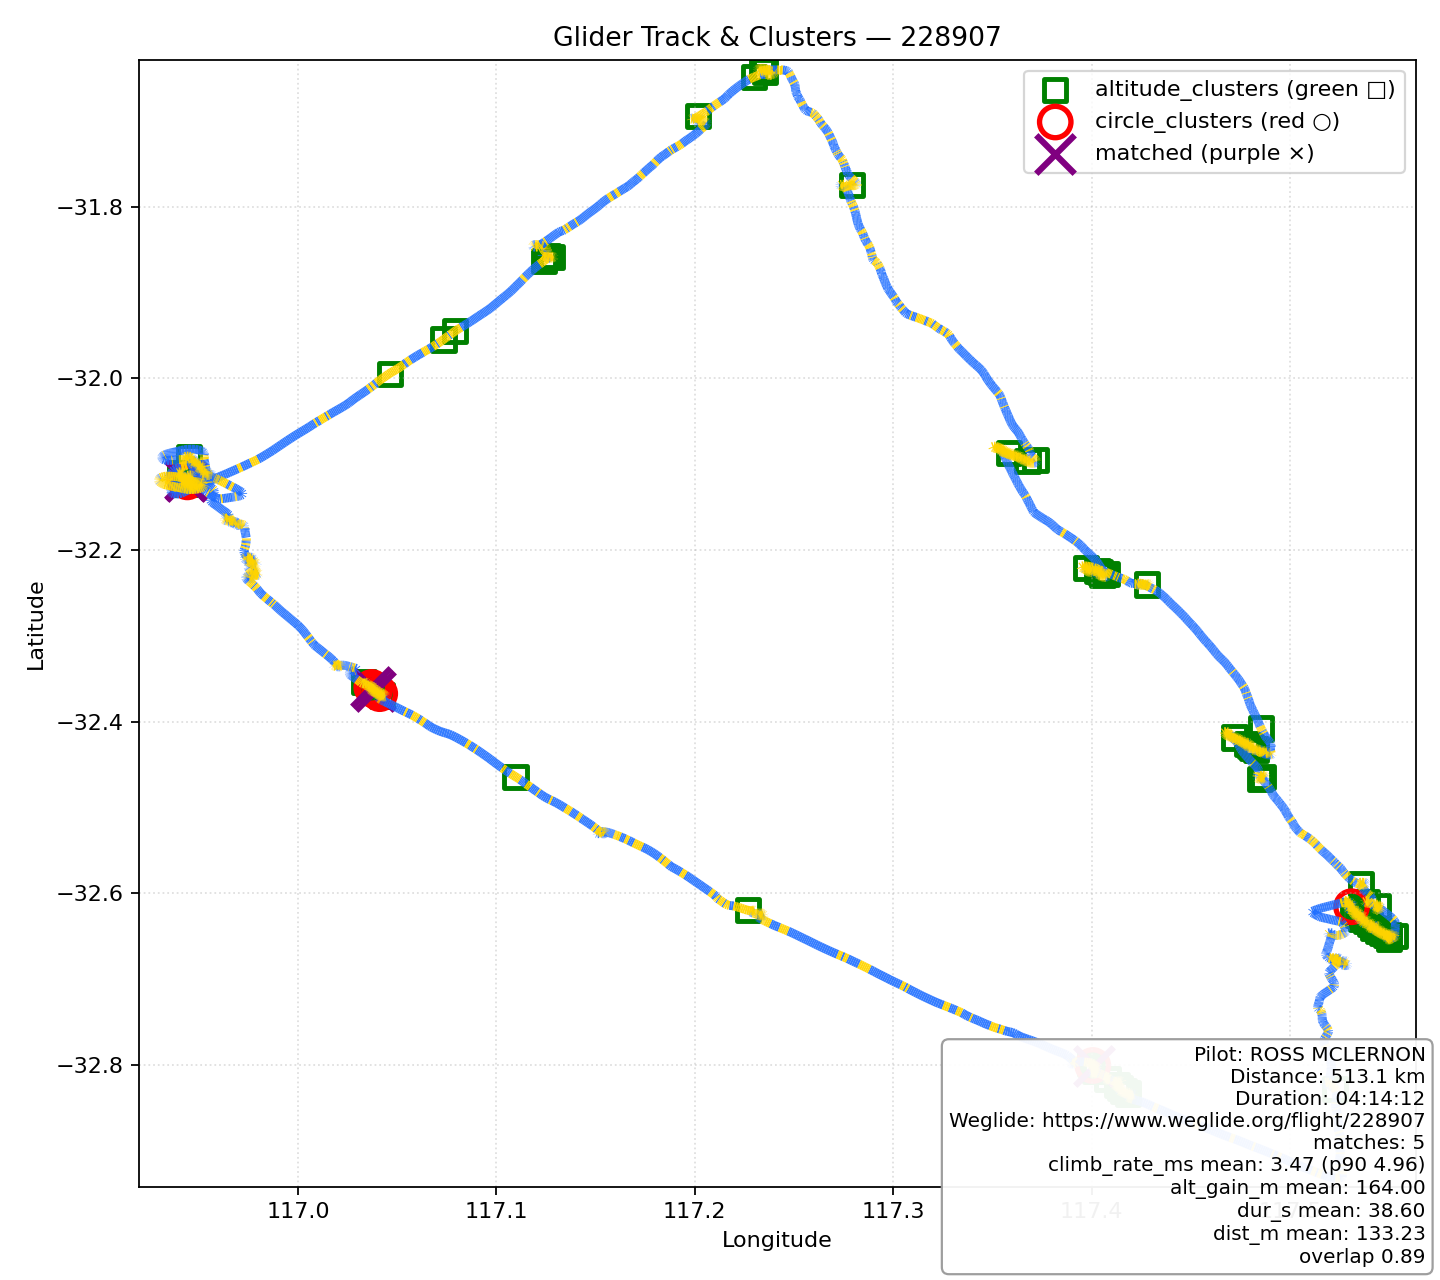 Glider Track & Clusters — 228907
altitude_clusters (green □)
circle_clusters (red ○)
matched (purple ×)
−31.8
−32.0
−32.2
−32.4
−32.6
−32.8
Latitude
117.0
117.1
117.2
117.3
117.4
Longitude
Pilot: ROSS MCLERNON
Distance: 513.1 km
Duration: 04:14:12
Weglide: https://www.weglide.org/flight/228907
matches: 5
climb_rate_ms mean: 3.47 (p90 4.96)
alt_gain_m mean: 164.00
dur_s mean: 38.60
dist_m mean: 133.23
overlap 0.89